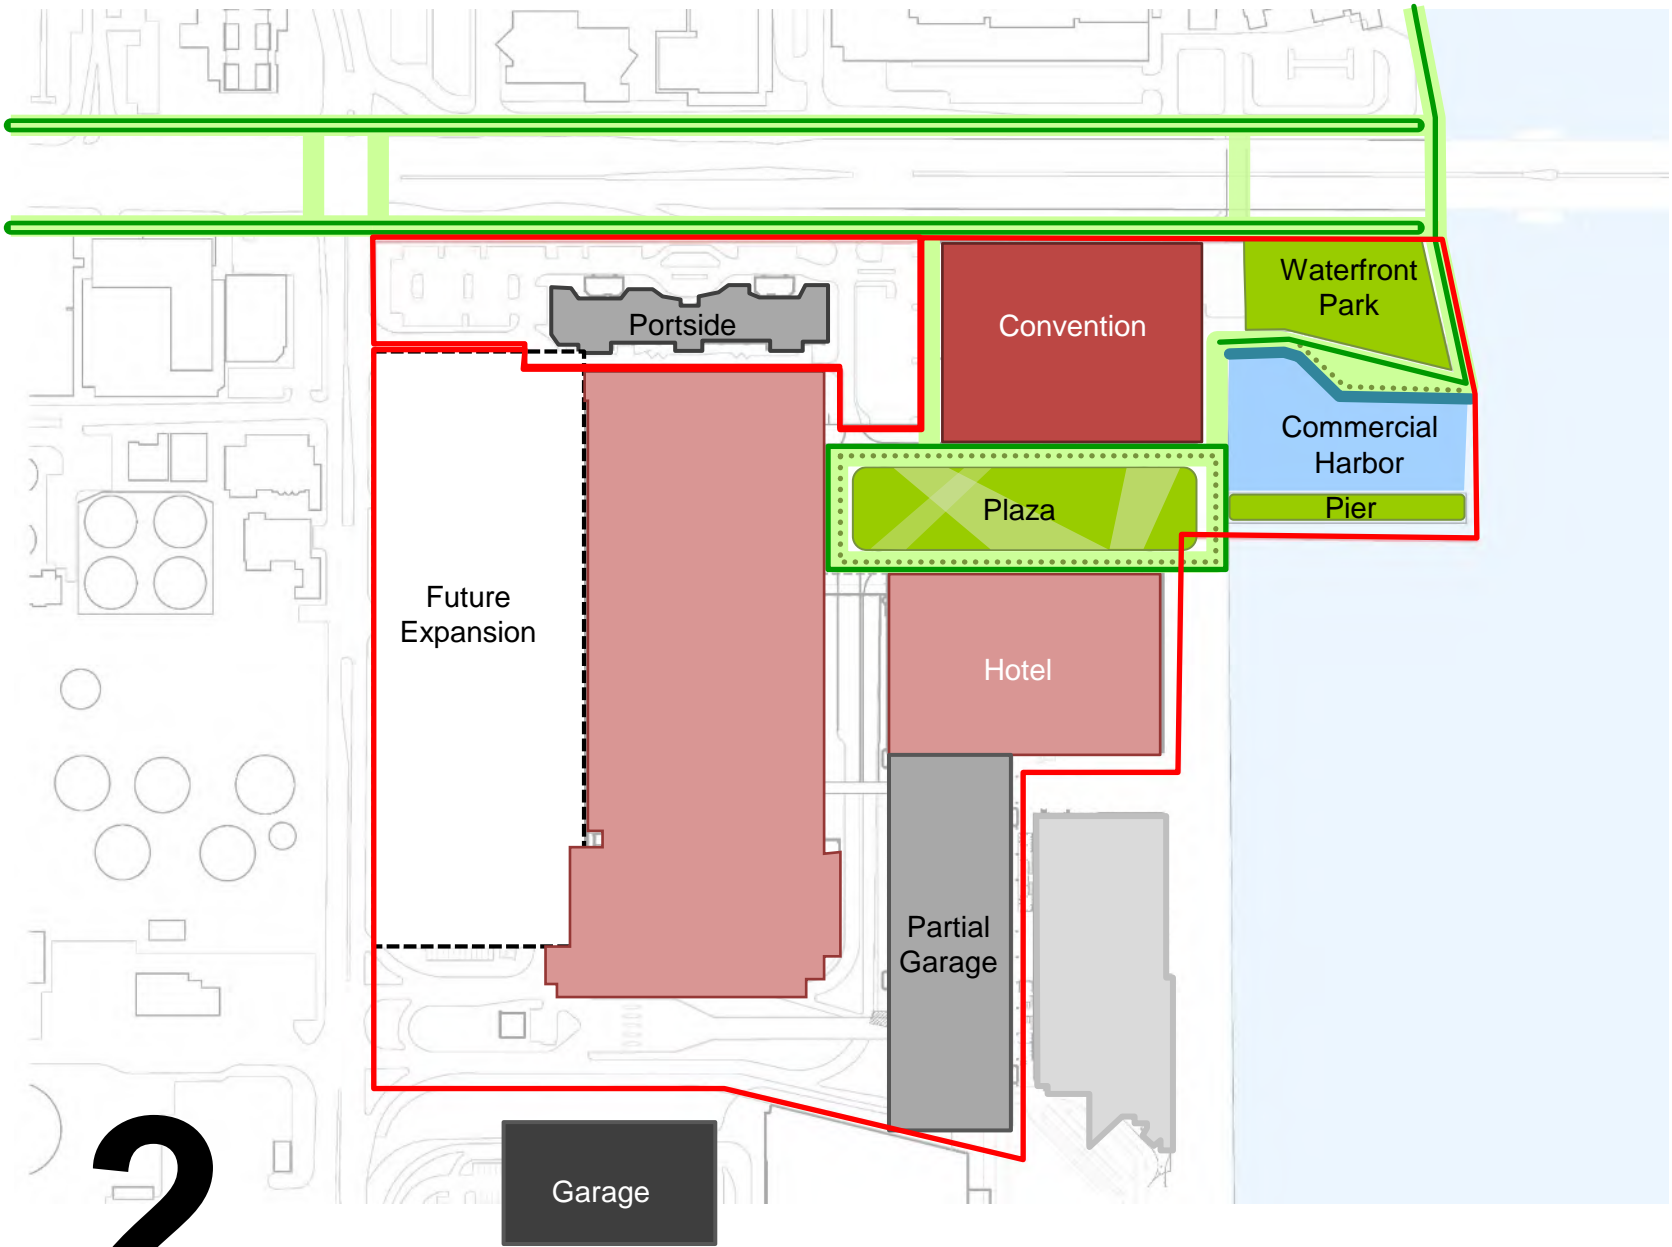 Waterfront
Park
Portside
Convention
Commercial
Harbor
Plaza
Pier
Future
Expansion
Hotel
Partial
Garage
Garage
2